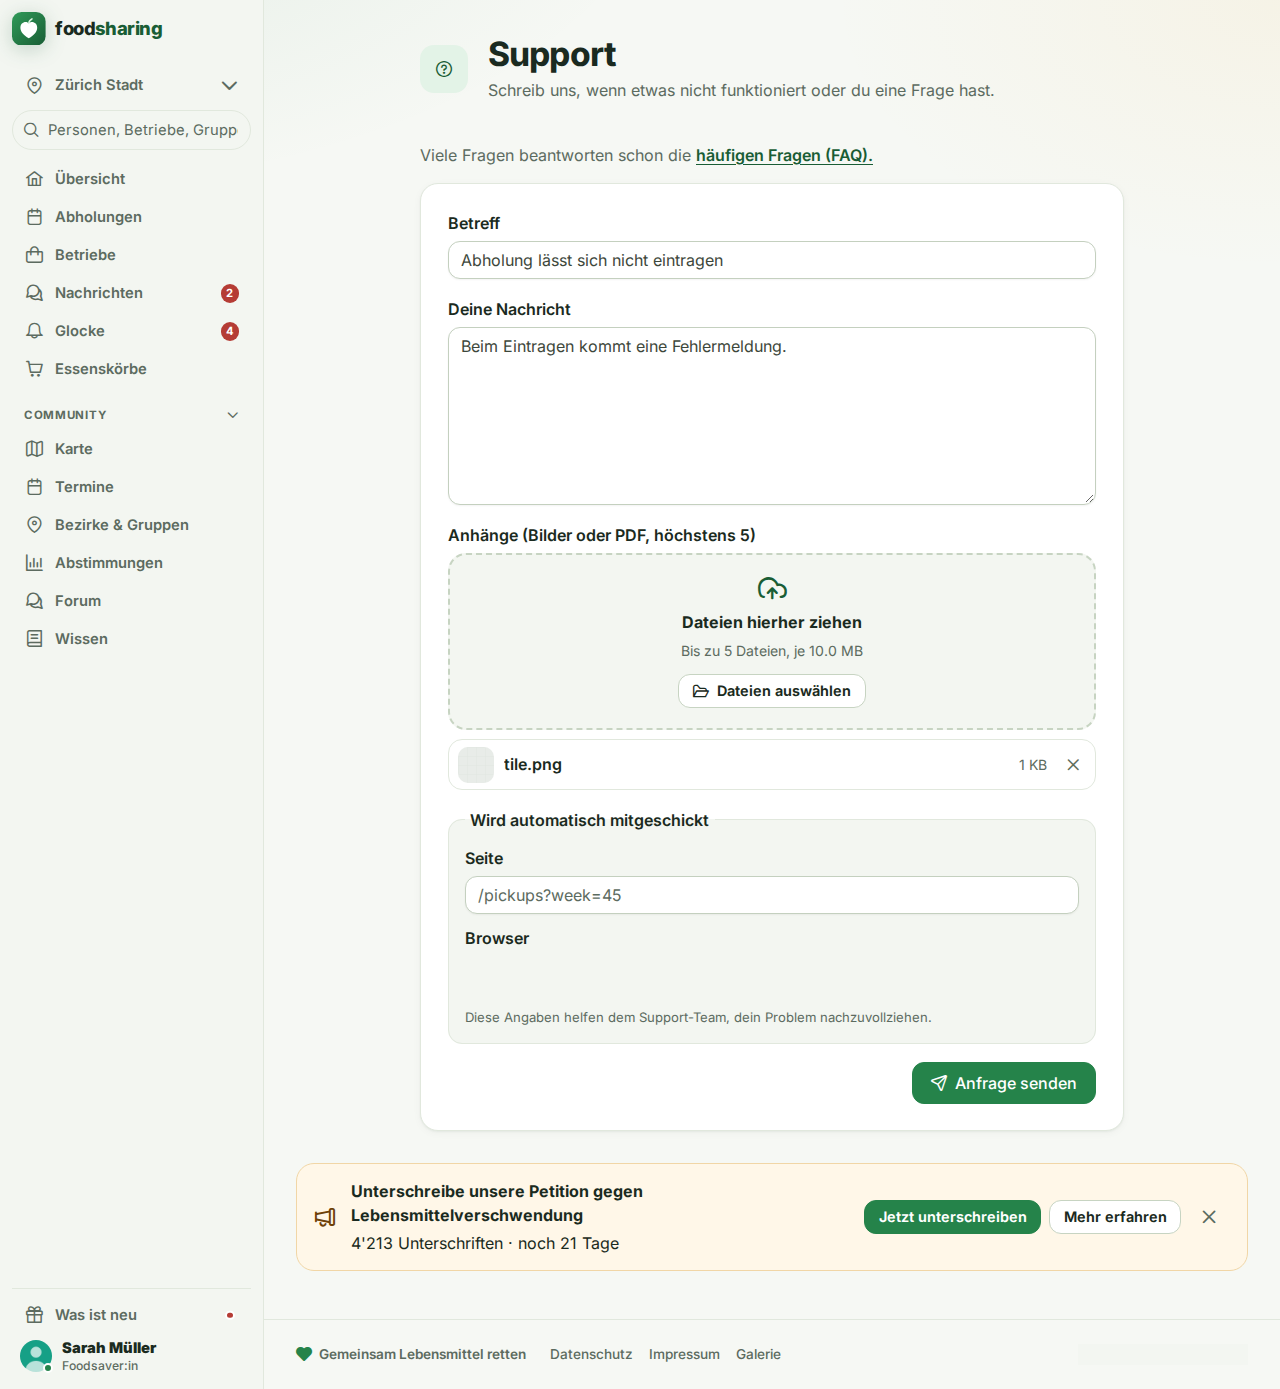 foodsharing
Zürich Stadt
Personen, Betriebe, Grupp
Übersicht
Abholungen
Betriebe
Nachrichten 2
Glocke 4
Essenskörbe
COMMUNITY
Karte
Termine
Bezirke & Gruppen
Abstimmungen
Forum
Wissen
Was ist neu
Sarah Müller
Foodsaver:in
Support
Schreib uns, wenn etwas nicht funktioniert oder du eine Frage hast.
Viele Fragen beantworten schon die häufigen Fragen (FAQ).
Betreff
Abholung lässt sich nicht eintragen
Deine Nachricht
Beim Eintragen kommt eine Fehlermeldung.
Anhänge (Bilder oder PDF, höchstens 5)
Dateien hierher ziehen
Bis zu 5 Dateien, je 10.0 MB
Dateien auswählen
tile.png 1 KB
Wird automatisch mitgeschickt
Seite
/pickups?week=45
Browser
Diese Angaben helfen dem Support-Team, dein Problem nachzuvollziehen.
Anfrage senden
Unterschreibe unsere Petition gegen
Lebensmittelverschwendung
4'213 Unterschriften · noch 21 Tage
Jetzt unterschreiben
Mehr erfahren
Gemeinsam Lebensmittel retten Datenschutz Impressum Galerie